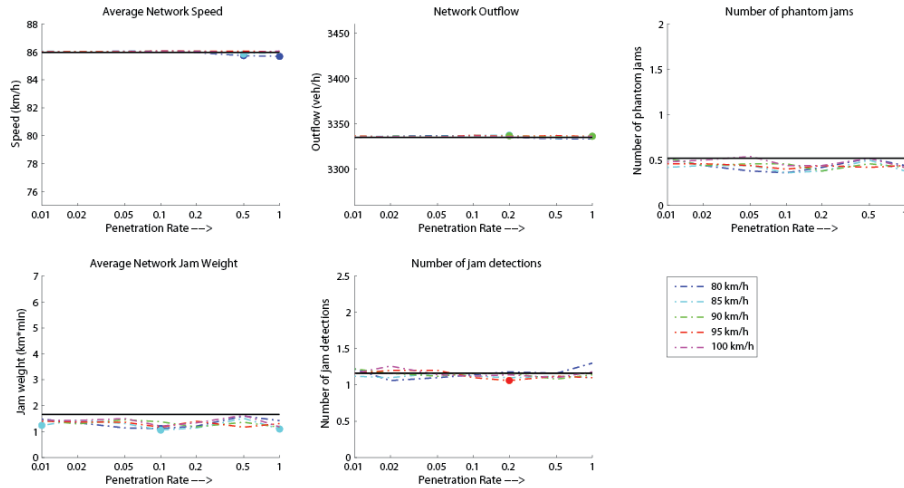 Average Network Speed
88
86
84
82
80
78
76
Speed (km/h)
0.01 0.02 0.05 0.1 0.2 0.5 1
Penetration Rate -->
Network Outflow
3450
3400
3350
3300
Outflow (veh/h)
0.01 0.02 0.05 0.1 0.2 0.5 1
Penetration Rate -->
Number of phantom jams
2
1.5
1
0.5
0
Number of phantom jams
0.01 0.02 0.05 0.1 0.2 0.5 1
Penetration Rate -->
Average Network Jam Weight
7
6
5
4
3
2
1
0
Jam weight (km*min)
0.01 0.02 0.05 0.1 0.2 0.5 1
Penetration Rate -->
Number of jam detections
2.5
2
1.5
1
0.5
0
Number of jam detections
0.01 0.02 0.05 0.1 0.2 0.5 1
Penetration Rate -->
80 km/h
85 km/h
90 km/h
95 km/h
100 km/h